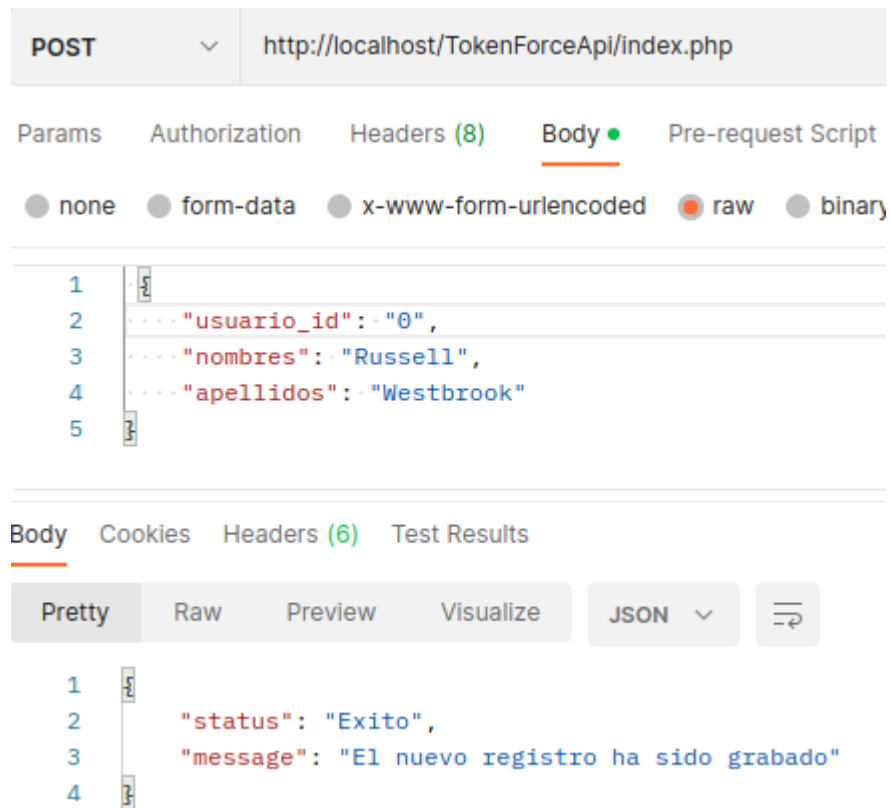 POST http://localhost/TokenForceApi/index.php
Params Authorization Headers (8) Body Pre-request Script
none form-data x-www-form-urlencoded raw binary
1 {
2 "usuario_id": "0",
3 "nombres": "Russell",
4 "apellidos": "Westbrook"
5 }
Body Cookies Headers (6) Test Results
Pretty Raw Preview Visualize JSON
1 {
2 "status": "Exito",
3 "message": "El nuevo registro ha sido grabado"
4 }